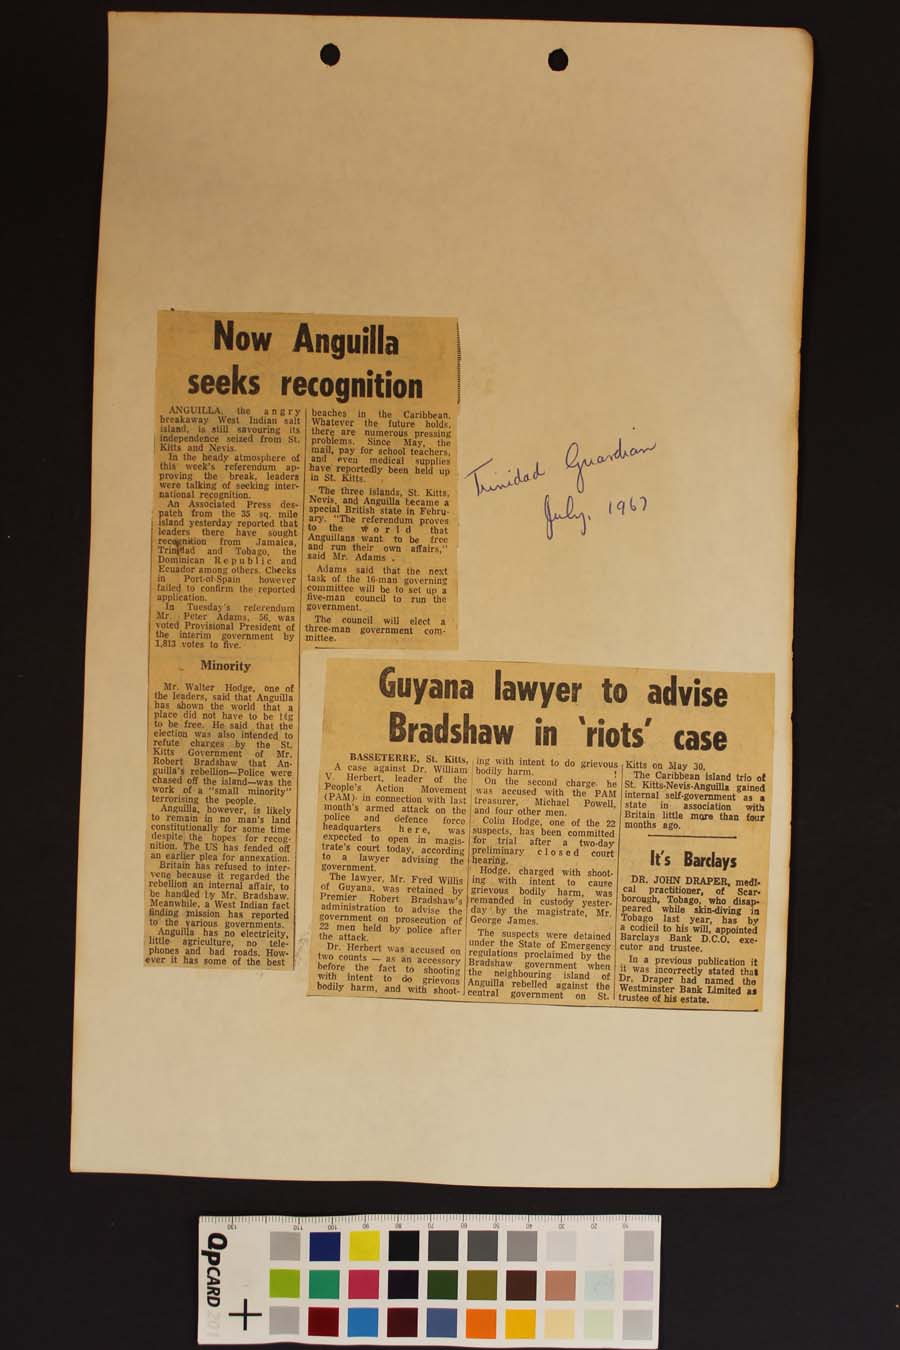 Now Anguilla
seeks recognition
ANGUILLA, the angry
breakaway West Indian salt
island, is still savouring its
independence seized from St.
Kitts and Nevis.
In the heady atmosphere of
this week's referendum ap-
proving the break, leaders
were talking of seeking inter-
national recognition.
An Associated Press des-
patch from the 35 sq. mile
island yesterday reported that
leaders there have sought
recognition from Jamaica,
Trinidad and Tobago, the
Dominican Republic and
Ecuador among others. Checks
in Port-of-Spain however
failed to confirm the reported
application.
In Tuesday's referendum
Mr. Peter Adams, 56, was
voted Provisional President of
the interim government by
1,813 votes to five.
Minority
Mr. Walter Hodge, one of
the leaders, said that Anguilla
has shown the world that a
place did not have to be big
to be free. He said that the
election was also intended to
refute charges by the St.
Kitts Government of Mr.
Robert Bradshaw that An-
guilla's rebellion—Police were
chased off the island—was the
work of a "small minority"
terrorising the people.
Anguilla, however, is likely
to remain in no man's land
constitutionally for some time
despite the hopes for recog-
nition. The US has fended off
an earlier plea for annexation.
Britain has refused to inter-
vene because it regarded the
rebellion an internal affair, to
be handled by Mr. Bradshaw.
Meanwhile, a West Indian fact
finding mission has reported
to the various governments.
Anguilla has no electricity,
little agriculture, no tele-
phones and bad roads. How-
ever it has some of the best
beaches in the Caribbean.
Whatever the future holds,
there are numerous pressing
problems. Since May, the
mail, pay for school teachers,
and even medical supplies
have reportedly been held up
in St. Kitts.
The three islands, St. Kitts,
Nevis, and Anguilla became a
special British state in Febru-
ary. "The referendum proves
to the world that
Anguillans want to be free
and run their own affairs,"
said Mr. Adams.
Adams said that the next
task of the 16-man governing
committee will be to set up a
five-man council to run the
government.
The council will elect a
three-man government com-
mittee.
Trinidad Guardian
July, 1967
Guyana lawyer to advise
Bradshaw in 'riots' case
BASSETERRE, St. Kitts,
A case against Dr. William
V. Herbert, leader of the
People's Action Movement
(PAM) in connection with last
month's armed attack on the
police and defence force
headquarters here, was
expected to open in magis-
trate's court today, according
to a lawyer advising the
government.
The lawyer, Mr. Fred Willis
of Guyana, was retained by
Premier Robert Bradshaw's
administration to advise the
government on prosecution of
22 men held by police after
the attack.
Dr. Herbert was accused on
two counts — as an accessory
before the fact to shooting
with intent to do grievous
bodily harm, and with shoot-
ing with intent to do grievous
bodily harm.
On the second charge he
was accused with the PAM
treasurer, Michael Powell,
and four other men.
Colin Hodge, one of the 22
suspects, has been committed
for trial after a two-day
preliminary closed court
hearing.
Hodge, charged with shoot-
ing with intent to cause
grievous bodily harm, was
remanded in custody yester-
day by the magistrate, Mr.
George James.
The suspects were detained
under the State of Emergency
regulations proclaimed by the
Bradshaw government when
the neighbouring island of
Anguilla rebelled against the
central government on St.
Kitts on May 30.
The Caribbean island trio of
St. Kitts-Nevis-Anguilla gained
internal self-government as a
state in association with
Britain little more than four
months ago.
It's Barclays
DR. JOHN DRAPER, medi-
cal practitioner, of Scar-
borough, Tobago, who disap-
peared while skin-diving in
Tobago last year, has by
a codicil to his will, appointed
Barclays Bank D.C.O. exe-
cutor and trustee.
In a previous publication it
it was incorrectly stated that
Dr. Draper had named the
Westminster Bank Limited as
trustee of his estate.
130 110 100 90 80 70 60 50 40 30 20 10
QPCARD 201